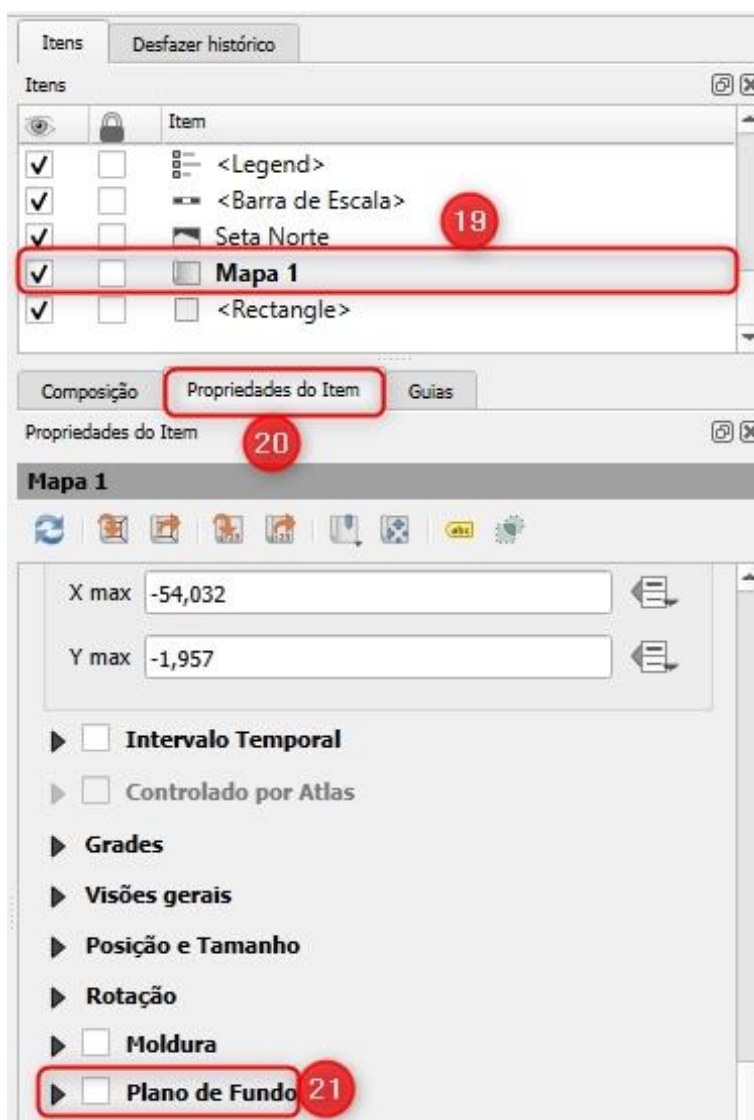 Itens Desfazer histórico
Itens
Item
<Legend>
<Barra de Escala>
19
Seta Norte
Mapa 1
<Rectangle>
Composição Propriedades do Item Guias
Propriedades do Item
20
Mapa 1
abc
X max -54,032
Y max -1,957
Intervalo Temporal
Controlado por Atlas
Grades
Visões gerais
Posição e Tamanho
Rotação
Moldura
Plano de Fundo 21